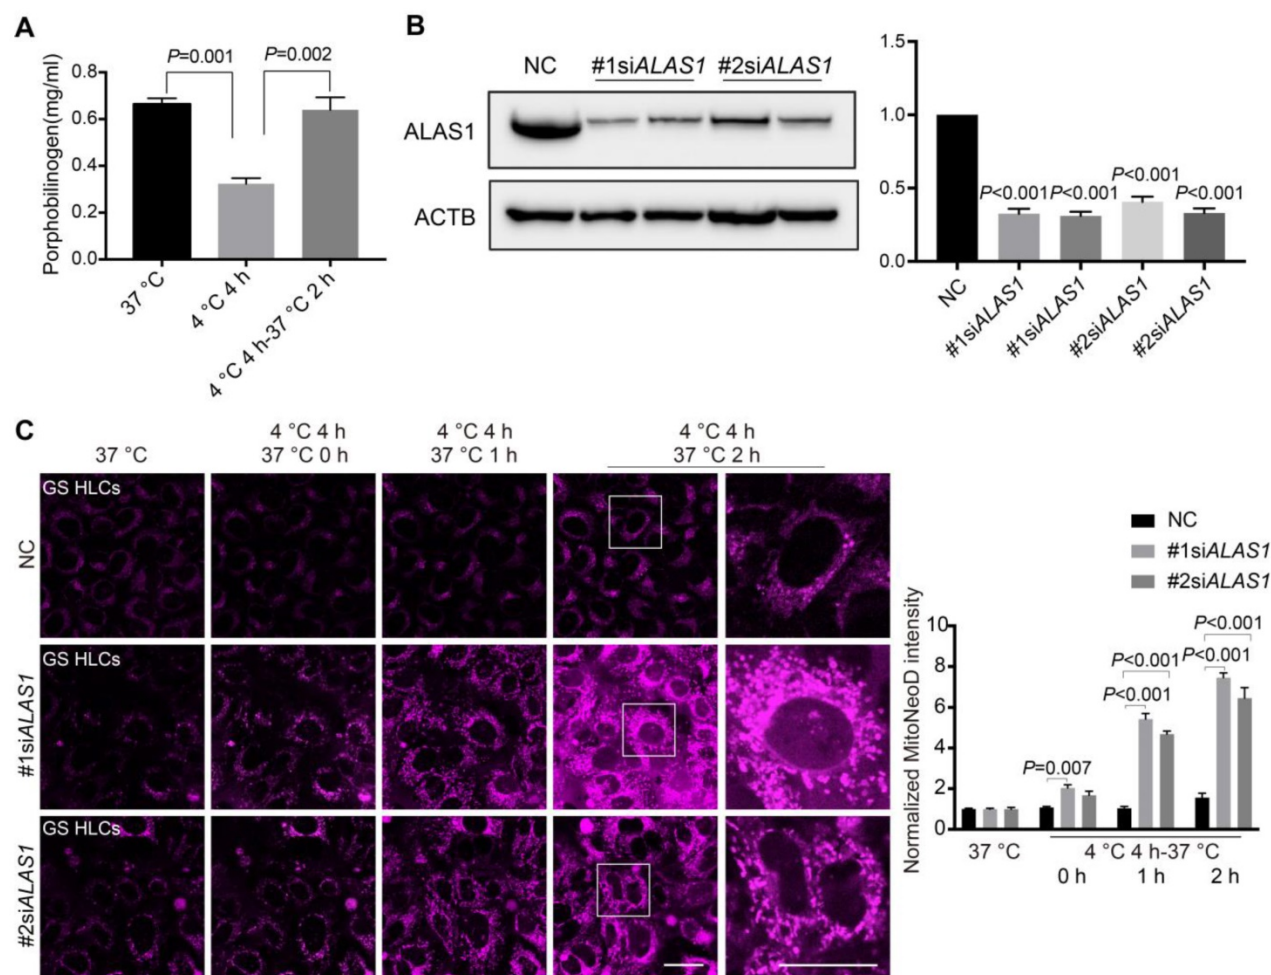 A
P=0.001
P=0.002
Porphobilinogen(mg/ml)
0.8
0.6
0.4
0.2
0.0
37 °C
4 °C 4 h
4 °C 4 h-37 °C 2 h
B
NC #1siALAS1 #2siALAS1
ALAS1
ACTB
1.5
1.0
0.5
0.0
P<0.001
P<0.001
P<0.001
P<0.001
NC
#1siALAS1
#1siALAS1
#2siALAS1
#2siALAS1
C
37 °C
4 °C 4 h
37 °C 0 h
4 °C 4 h
37 °C 1 h
4 °C 4 h
37 °C 2 h
NC
GS HLCs
#1siALAS1
GS HLCs
#2siALAS1
GS HLCs
NC
#1siALAS1
#2siALAS1
Normalized MitoNeoD intensity
10
8
6
4
2
0
P=0.007
P<0.001
P<0.001
P<0.001
P<0.001
37 °C
4 °C 4 h-37 °C
0 h 1 h 2 h